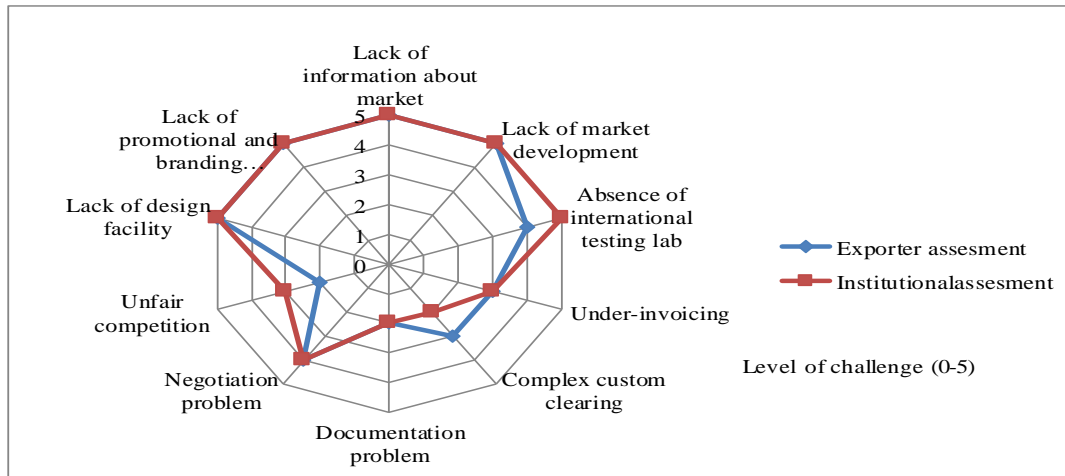 Lack of
information about
market
Lack of market
development
Absence of
international
testing lab
Under-invoicing
Complex custom
clearing
Documentation
problem
Negotiation
problem
Unfair
competition
Lack of design
facility
Lack of
promotional and
branding…
5
4
3
2
1
0
Exporter assesment
Institutionalassesment
Level of challenge (0-5)